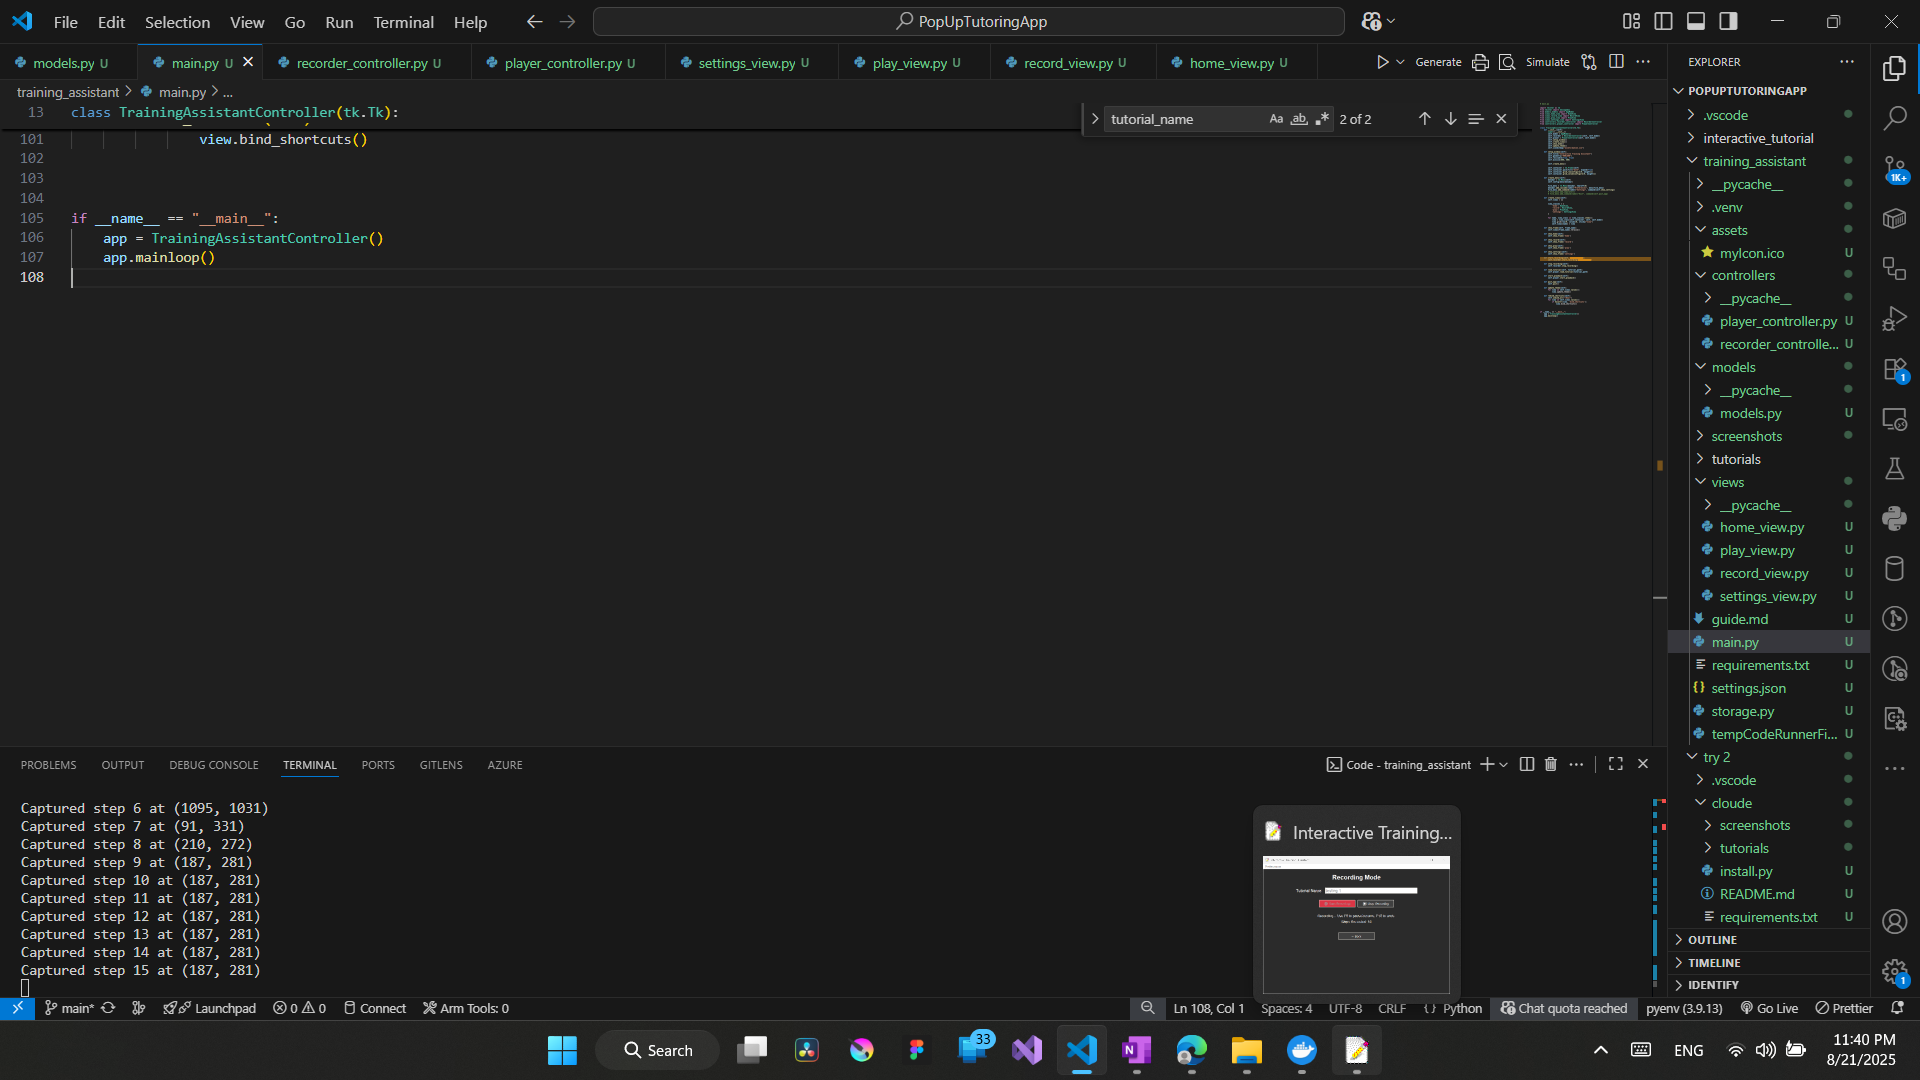 File Edit Selection View Go Run Terminal Help
PopUpTutoringApp
models.py U
main.py U
recorder_controller.py U
player_controller.py U
settings_view.py U
play_view.py U
record_view.py U
home_view.py U
Generate
Simulate
training_assistant > main.py > ...
13 class TrainingAssistantController(tk.Tk):
101 view.bind_shortcuts()
102
103
104
105 if __name__ == "__main__":
106 app = TrainingAssistantController()
107 app.mainloop()
108
tutorial_name
Aa ab
2 of 2
EXPLORER
POPUPTUTORINGAPP
.vscode
interactive_tutorial
training_assistant
__pycache__
.venv
assets
myIcon.ico U
controllers
__pycache__
player_controller.py U
recorder_controlle... U
models
__pycache__
models.py U
screenshots
tutorials
views
__pycache__
home_view.py U
play_view.py U
record_view.py U
settings_view.py U
guide.md U
main.py U
requirements.txt U
settings.json U
storage.py U
tempCodeRunnerFi... U
try 2
.vscode
cloude
screenshots
tutorials
install.py U
README.md U
requirements.txt U
OUTLINE
TIMELINE
IDENTIFY
1K+
1
1
PROBLEMS OUTPUT DEBUG CONSOLE TERMINAL PORTS GITLENS AZURE
Code - training_assistant
Captured step 6 at (1095, 1031)
Captured step 7 at (91, 331)
Captured step 8 at (210, 272)
Captured step 9 at (187, 281)
Captured step 10 at (187, 281)
Captured step 11 at (187, 281)
Captured step 12 at (187, 281)
Captured step 13 at (187, 281)
Captured step 14 at (187, 281)
Captured step 15 at (187, 281)
Interactive Training...
Recording Mode
Tutorial Name
main*
Launchpad
0 0
Connect
Arm Tools: 0
Ln 108, Col 1
Spaces: 4
UTF-8
CRLF
{ } Python
Chat quota reached
pyenv (3.9.13)
Go Live
Prettier
Search
33
ENG
11:40 PM
8/21/2025